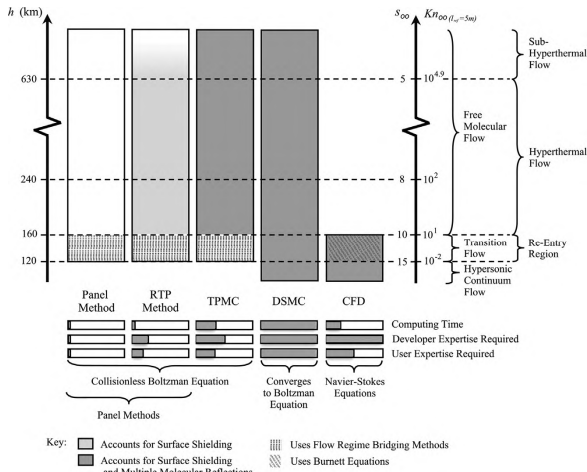 h (km)
s∞ Kn∞ (L_ref=5m)
Sub-
Hyperthermal
Flow
630
5
10^4.9
Free
Molecular
Flow
Hyperthermal
Flow
240
8
10^2
160
10
10^1
Transition
Flow
Re-Entry
Region
120
15
10^-2
Hypersonic
Continuum
Flow
Panel
Method
RTP
Method
TPMC
DSMC
CFD
Computing Time
Developer Expertise Required
User Expertise Required
Collisionless Boltzman Equation
Converges
to Boltzman
Equation
Navier-Stokes
Equations
Panel Methods
Key:
Accounts for Surface Shielding
Uses Flow Regime Bridging Methods
Accounts for Surface Shielding
and Multiple Molecular Reflections
Uses Burnett Equations